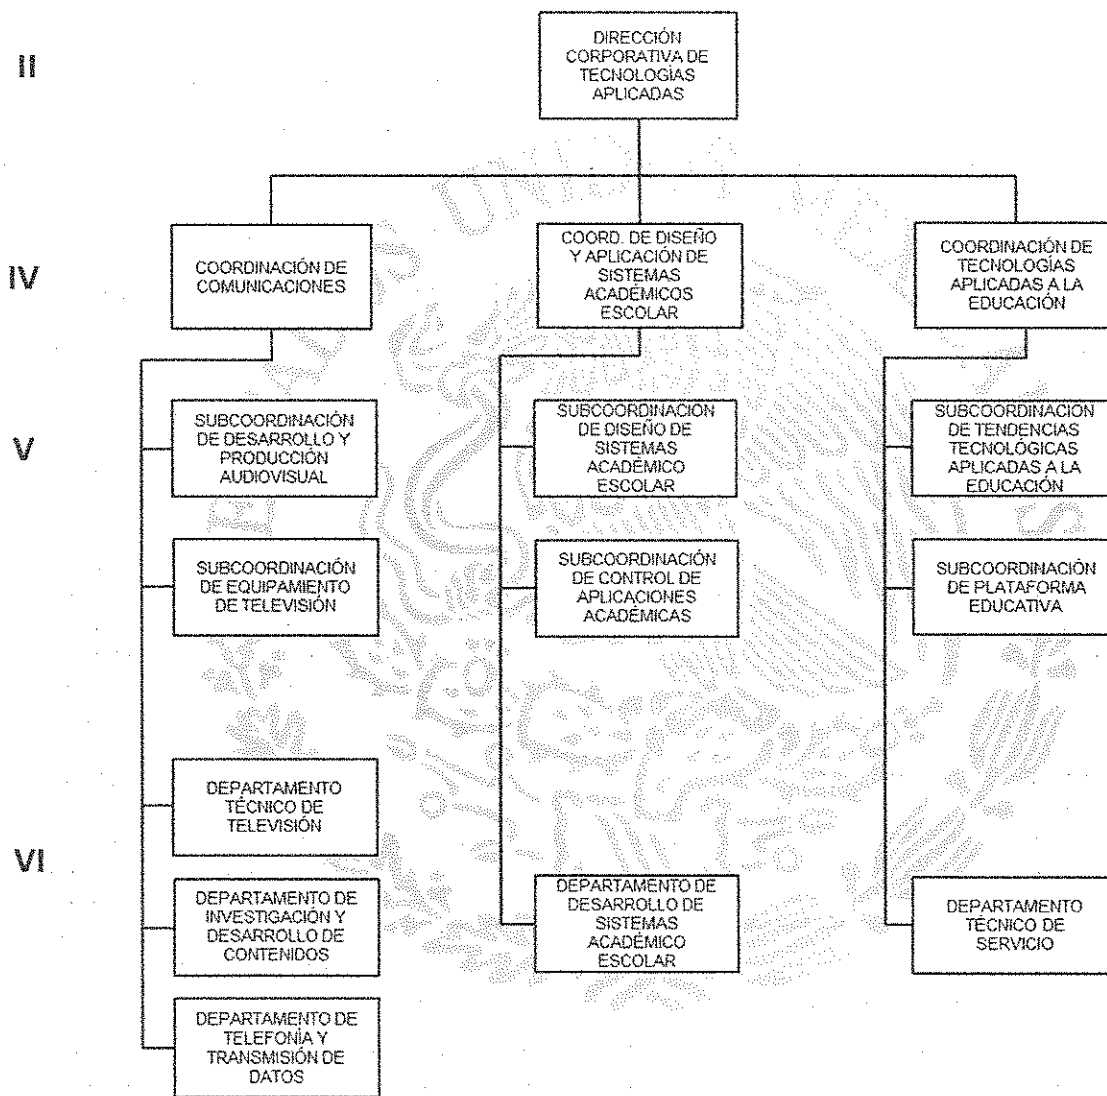 II
DIRECCIÓN
CORPORATIVA DE
TECNOLOGÍAS
APLICADAS
IV
COORDINACIÓN DE
COMUNICACIONES
COORD. DE DISEÑO
Y APLICACIÓN DE
SISTEMAS
ACADÉMICOS
ESCOLAR
COORDINACIÓN DE
TECNOLOGÍAS
APLICADAS A LA
EDUCACIÓN
V
SUBCOORDINACIÓN
DE DESARROLLO Y
PRODUCCIÓN
AUDIOVISUAL
SUBCOORDINACIÓN
DE DISEÑO DE
SISTEMAS
ACADÉMICO
ESCOLAR
SUBCOORDINACIÓN
DE TENDENCIAS
TECNOLÓGICAS
APLICADAS A LA
EDUCACIÓN
SUBCOORDINACIÓN
DE EQUIPAMIENTO
DE TELEVISIÓN
SUBCOORDINACIÓN
DE CONTROL DE
APLICACIONES
ACADÉMICAS
SUBCOORDINACIÓN
DE PLATAFORMA
EDUCATIVA
VI
DEPARTAMENTO
TÉCNICO DE
TELEVISIÓN
DEPARTAMENTO DE
INVESTIGACIÓN Y
DESARROLLO DE
CONTENIDOS
DEPARTAMENTO DE
DESARROLLO DE
SISTEMAS
ACADÉMICO
ESCOLAR
DEPARTAMENTO
TÉCNICO DE
SERVICIO
DEPARTAMENTO DE
TELEFONÍA Y
TRANSMISIÓN DE
DATOS